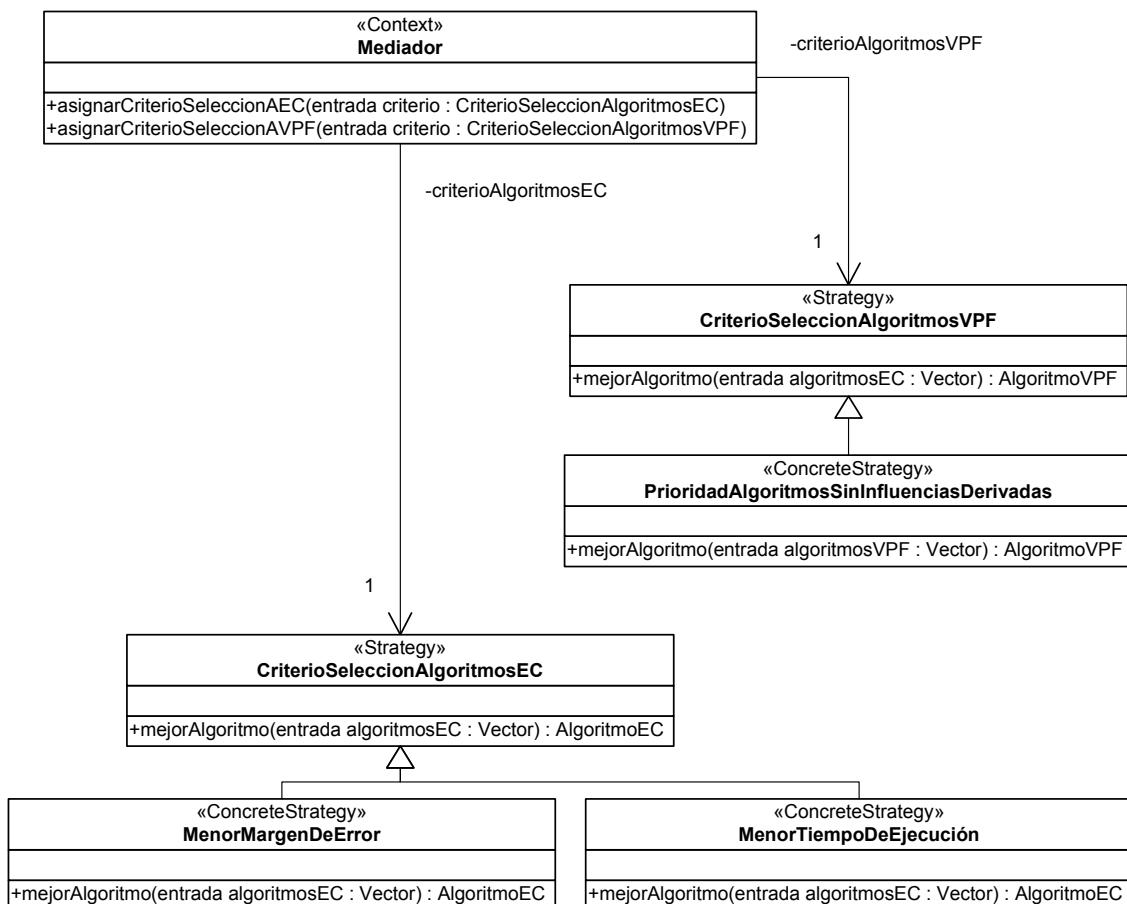 «Context»
Mediador
-criterioAlgoritmosVPF
+asignarCriterioSeleccionAEC(entrada criterio : CriterioSeleccionAlgoritmosEC)
+asignarCriterioSeleccionAVPF(entrada criterio : CriterioSeleccionAlgoritmosVPF)
-criterioAlgoritmosEC
1
«Strategy»
CriterioSeleccionAlgoritmosVPF
+mejorAlgoritmo(entrada algoritmosEC : Vector) : AlgoritmoVPF
«ConcreteStrategy»
PrioridadAlgoritmosSinInfluenciasDerivadas
+mejorAlgoritmo(entrada algoritmosVPF : Vector) : AlgoritmoVPF
1
«Strategy»
CriterioSeleccionAlgoritmosEC
+mejorAlgoritmo(entrada algoritmosEC : Vector) : AlgoritmoEC
«ConcreteStrategy»
MenorMargenDeError
+mejorAlgoritmo(entrada algoritmosEC : Vector) : AlgoritmoEC
«ConcreteStrategy»
MenorTiempoDeEjecución
+mejorAlgoritmo(entrada algoritmosEC : Vector) : AlgoritmoEC